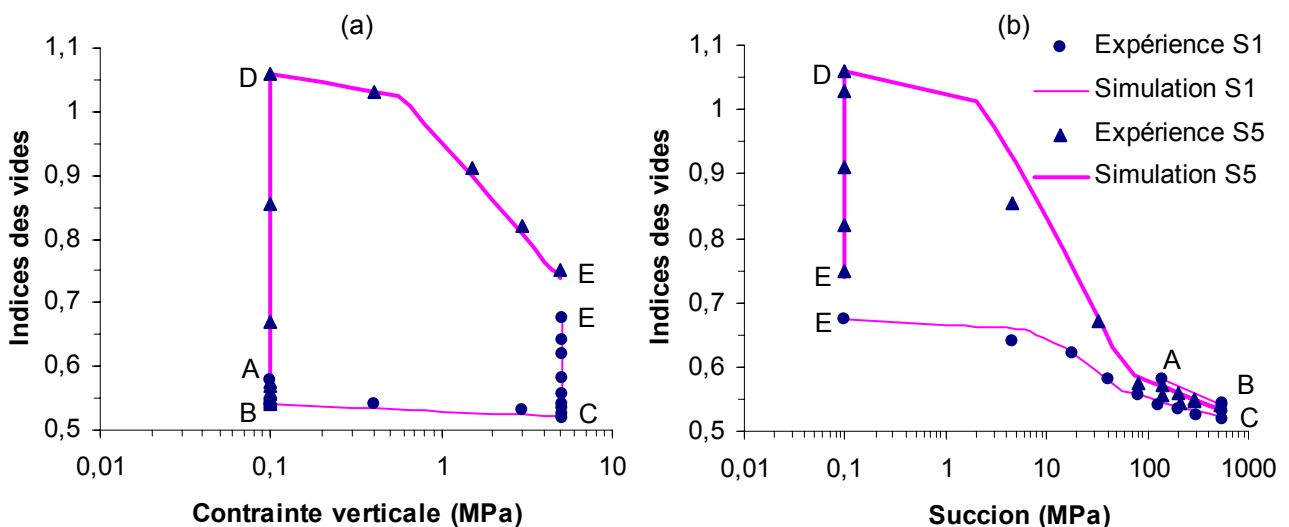 (a)
1,1
1
0,9
0,8
0,7
0,6
0,5
Indices des vides
D
A
B
E
E
C
0,01
0,1
1
10
Contrainte verticale (MPa)
(b)
1,1
1
0,9
0,8
0,7
0,6
0,5
Indices des vides
D
E
E
A
B
C
0,01
0,1
1
10
100
1000
Succion (MPa)
Expérience S1
Simulation S1
Expérience S5
Simulation S5